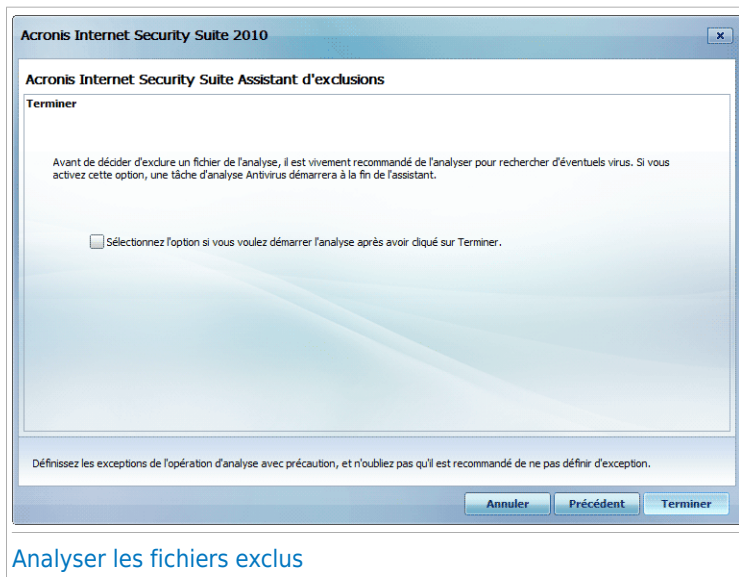 Acronis Internet Security Suite 2010
Acronis Internet Security Suite Assistant d'exclusions
Terminer
Avant de décider d'exclure un fichier de l'analyse, il est vivement recommandé de l'analyser pour rechercher d'éventuels virus. Si vous
activez cette option, une tâche d'analyse Antivirus démarrera à la fin de l'assistant.
Sélectionnez l'option si vous voulez démarrer l'analyse après avoir cliqué sur Terminer.
Définissez les exceptions de l'opération d'analyse avec précaution, et n'oubliez pas qu'il est recommandé de ne pas définir d'exception.
Annuler Précédent Terminer
Analyser les fichiers exclus